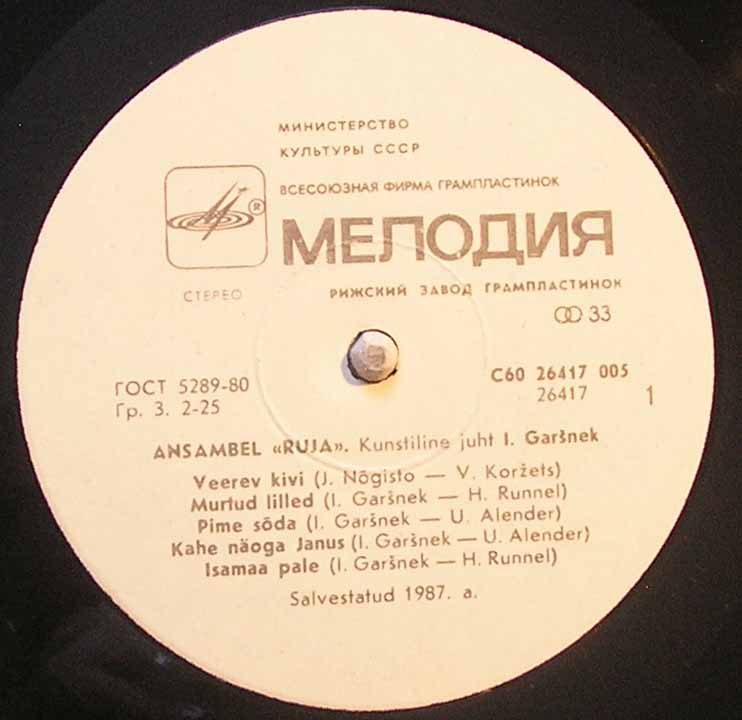 МИНИСТЕРСТВО
КУЛЬТУРЫ СССР
ВСЕСОЮЗНАЯ ФИРМА ГРАМПЛАСТИНОК
®
МЕЛОДИЯ
СТЕРЕО
РИЖСКИЙ ЗАВОД ГРАМПЛАСТИНОК
33
ГОСТ 5289-80
Гр. 3. 2-25
С60 26417 005
26417
1
ANSAMBEL «RUJA». Kunstiline juht I. Garšnek
Veerev kivi (J. Nõgisto — V. Koržets)
Murtud lilled (I. Garšnek — H. Runnel)
Pime sõda (I. Garšnek — U. Alender)
Kahe näoga Janus (I. Garšnek — U. Alender)
Isamaa pale (I. Garšnek — H. Runnel)
Salvestatud 1987. a.